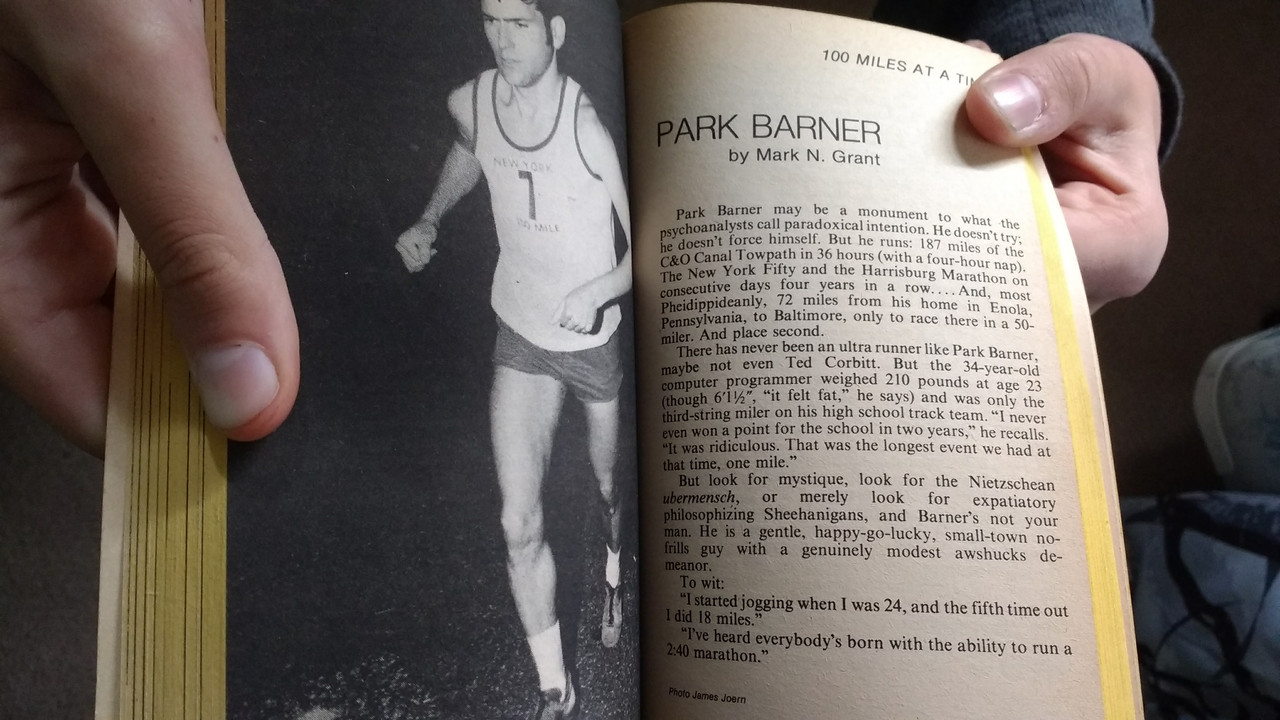 NEW YORK
7
100 MILE
100 MILES AT A
PARK BARNER
by Mark N. Grant
Park Barner may be a monument to what the
psychoanalysts call paradoxical intention. He doesn't try;
he doesn't force himself. But he runs: 187 miles of the
C&O Canal Towpath in 36 hours (with a four-hour nap).
The New York Fifty and the Harrisburg Marathon on
consecutive days four years in a row.... And, most
Pheidippideanly, 72 miles from his home in Enola,
Pennsylvania, to Baltimore, only to race there in a 50-
miler. And place second.
There has never been an ultra runner like Park Barner,
maybe not even Ted Corbitt. But the 34-year-old
computer programmer weighed 210 pounds at age 23
(though 6'1½", "it felt fat," he says) and was only the
third-string miler on his high school track team. "I never
even won a point for the school in two years," he recalls.
"It was ridiculous. That was the longest event we had at
that time, one mile."
But look for mystique, look for the Nietzschean
ubermensch, or merely look for expatiatory
philosophizing Sheehanigans, and Barner's not your
man. He is a gentle, happy-go-lucky, small-town no-
frills guy with a genuinely modest awshucks de-
meanor.
To wit:
"I started jogging when I was 24, and the fifth time out
I did 18 miles."
"I've heard everybody's born with the ability to run a
2:40 marathon."
Photo James Joern